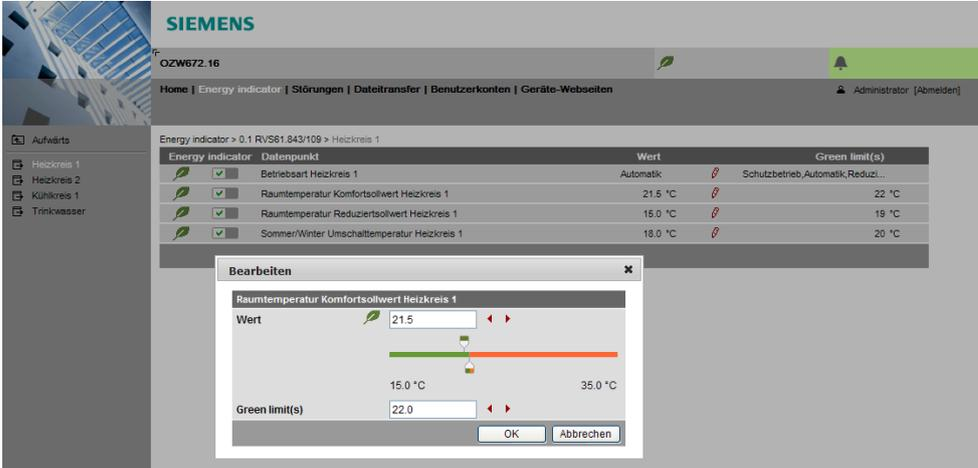 SIEMENS
OZW672.16
Home | Energy indicator | Störungen | Dateitransfer | Benutzerkonten | Geräte-Webseiten
Administrator [Abmelden]
Aufwärts
Heizkreis 1
Heizkreis 2
Kühlkreis 1
Trinkwasser
Energy indicator > 0.1 RVS61.843/109 > Heizkreis 1
Energy indicator Datenpunkt Wert Green limit(s)
Betriebsart Heizkreis 1 Automatik Schutzbetrieb,Automatik,Reduzi...
Raumtemperatur Komfortsollwert Heizkreis 1 21.5 °C 22 °C
Raumtemperatur Reduziertsollwert Heizkreis 1 15.0 °C 19 °C
Sommer/Winter Umschalttemperatur Heizkreis 1 18.0 °C 20 °C
Bearbeiten
Raumtemperatur Komfortsollwert Heizkreis 1
Wert 21.5
15.0 °C 35.0 °C
Green limit(s) 22.0
OK Abbrechen